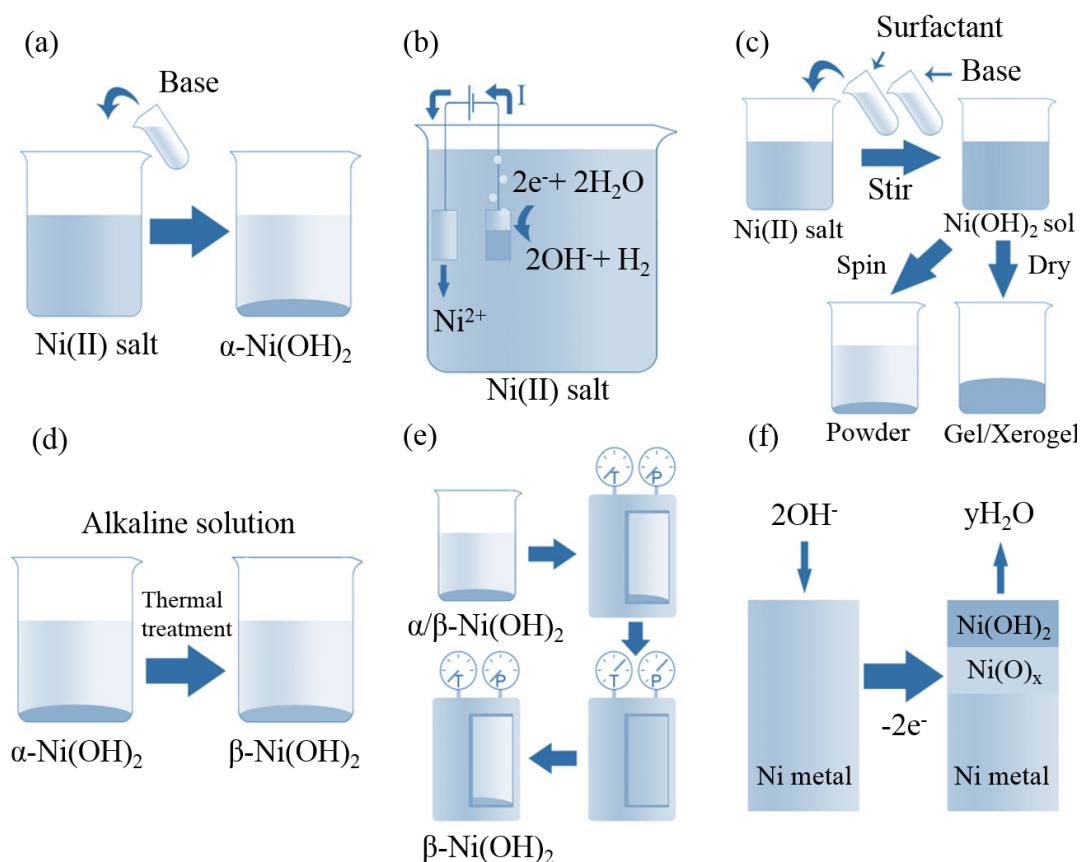 (a)
Base
Ni(II) salt
α-Ni(OH)₂
(b)
I
2e⁻+ 2H₂O
2OH⁻+ H₂
Ni²⁺
Ni(II) salt
(c)
Surfactant
Base
Stir
Ni(II) salt
Ni(OH)₂ sol
Spin
Dry
Powder
Gel/Xerogel
(d)
Alkaline solution
Thermal
treatment
α-Ni(OH)₂
β-Ni(OH)₂
(e)
T
P
α/β-Ni(OH)₂
T
P
T
P
β-Ni(OH)₂
(f)
2OH⁻
yH₂O
Ni(OH)₂
Ni(O)ₓ
-2e⁻
Ni metal
Ni metal